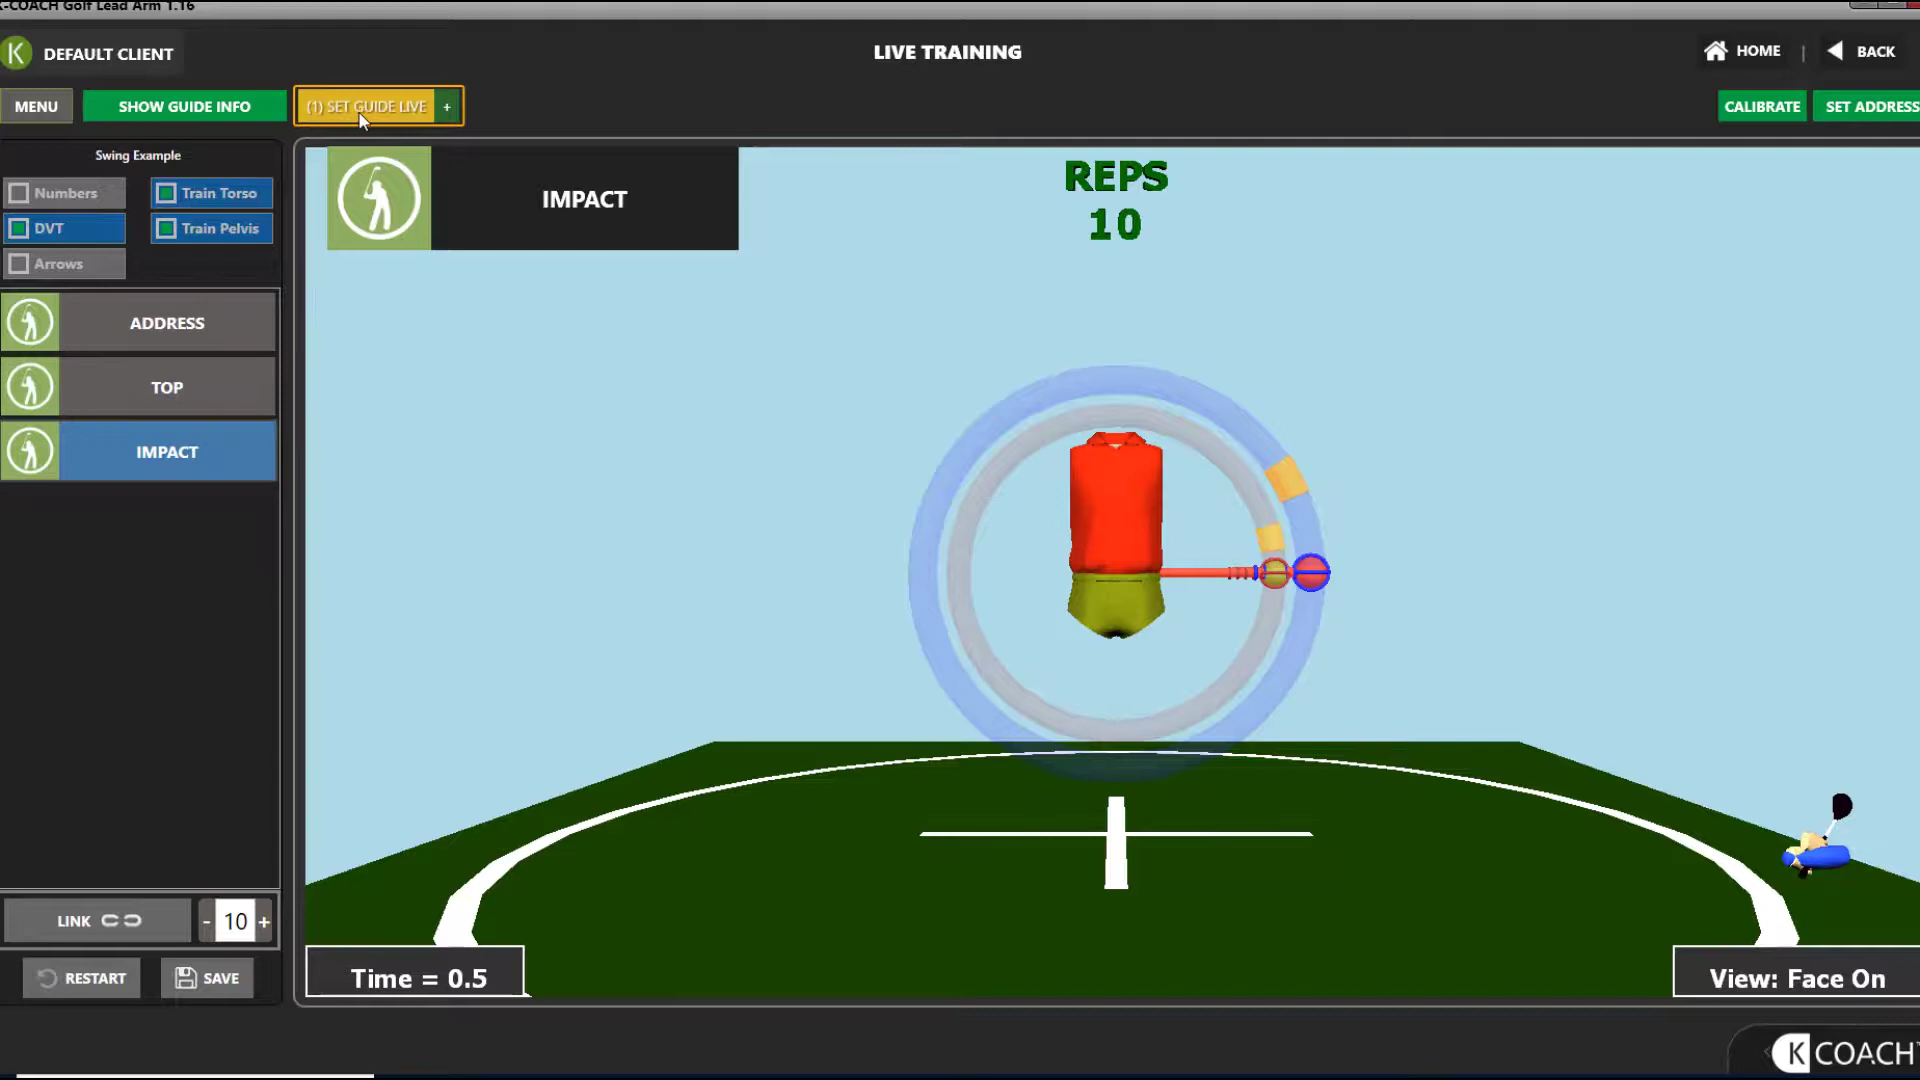 K-COACH Golf Lead Arm 1.16
K DEFAULT CLIENT
LIVE TRAINING
HOME | BACK
MENU
SHOW GUIDE INFO
(1) SET GUIDE LIVE +
CALIBRATE
SET ADDRESS
Swing Example
Numbers
Train Torso
DVT
Train Pelvis
Arrows
ADDRESS
TOP
IMPACT
IMPACT
REPS
10
LINK
- 10 +
RESTART
SAVE
Time = 0.5
View: Face On
K COACH